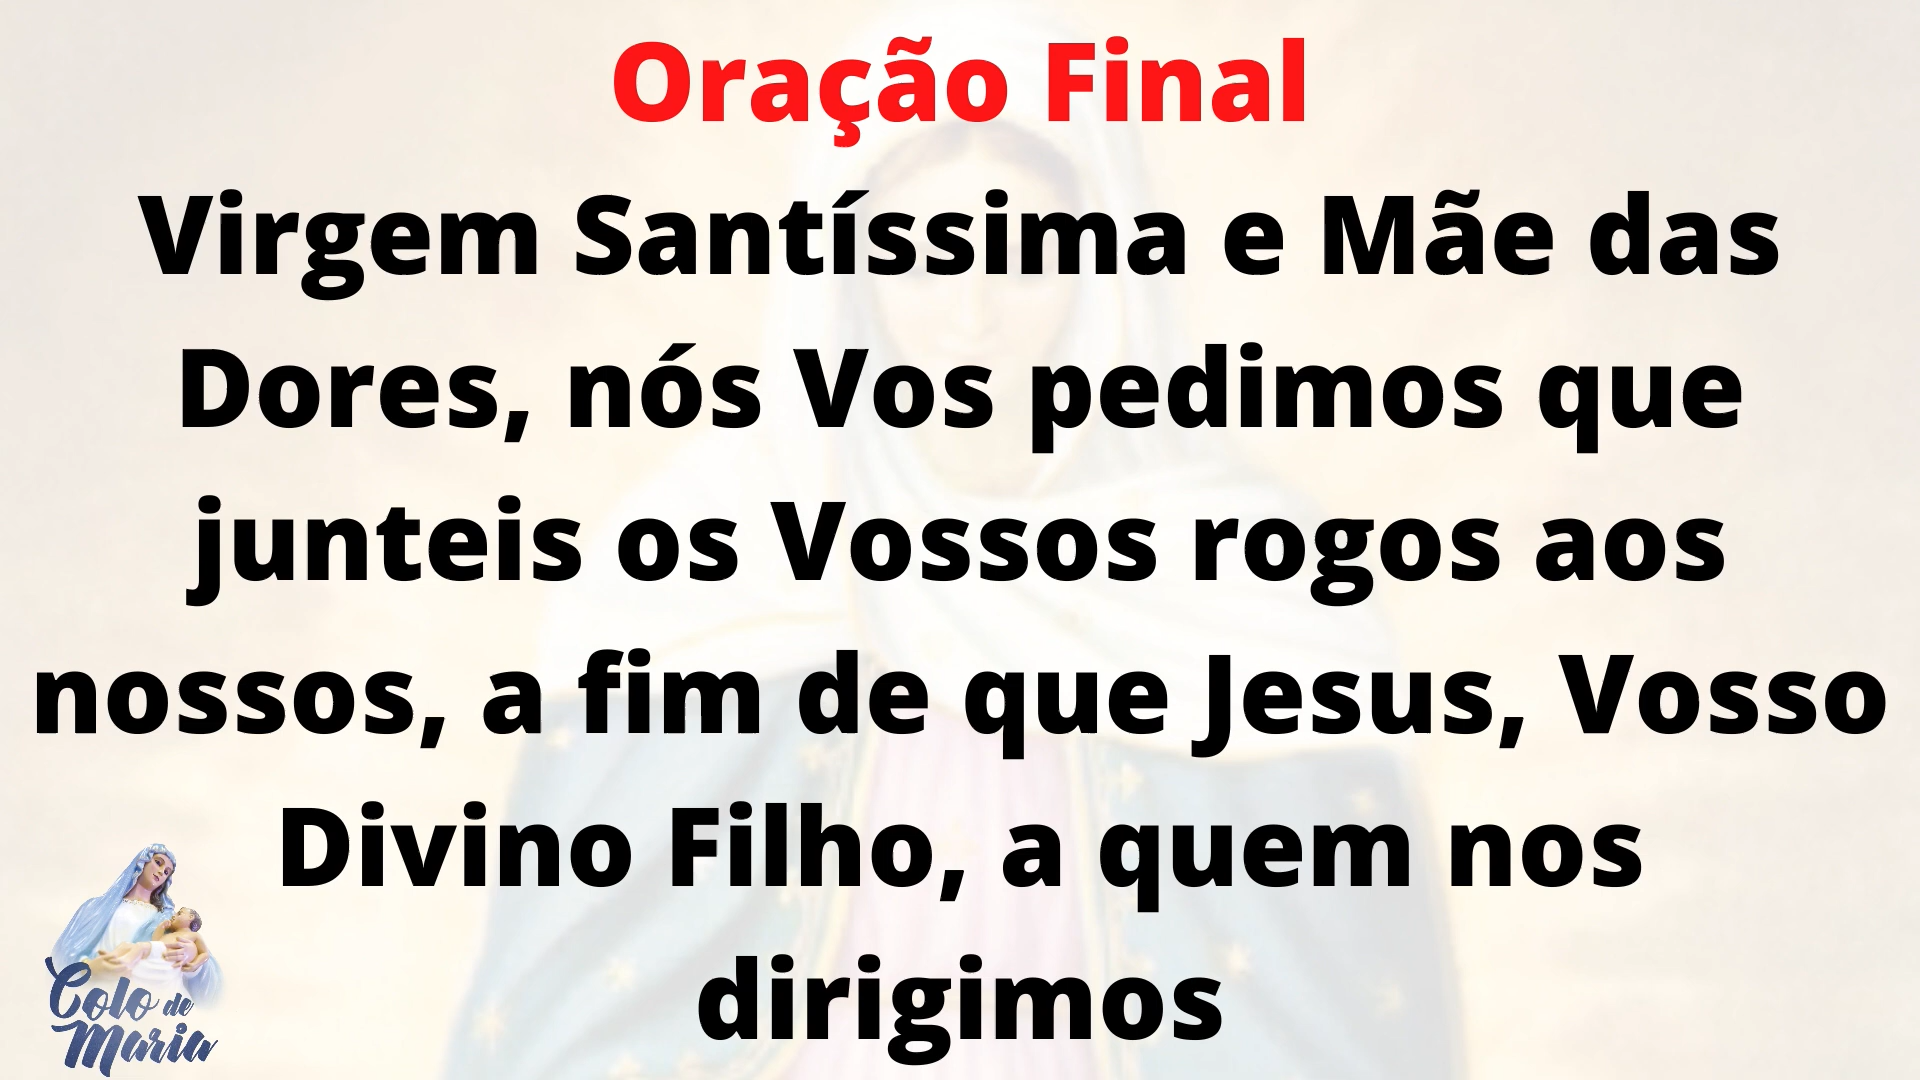 Oração Final
Virgem Santíssima e Mãe das
Dores, nós Vos pedimos que
junteis os Vossos rogos aos
nossos, a fim de que Jesus, Vosso
Divino Filho, a quem nos
dirigimos
Colo de
Maria